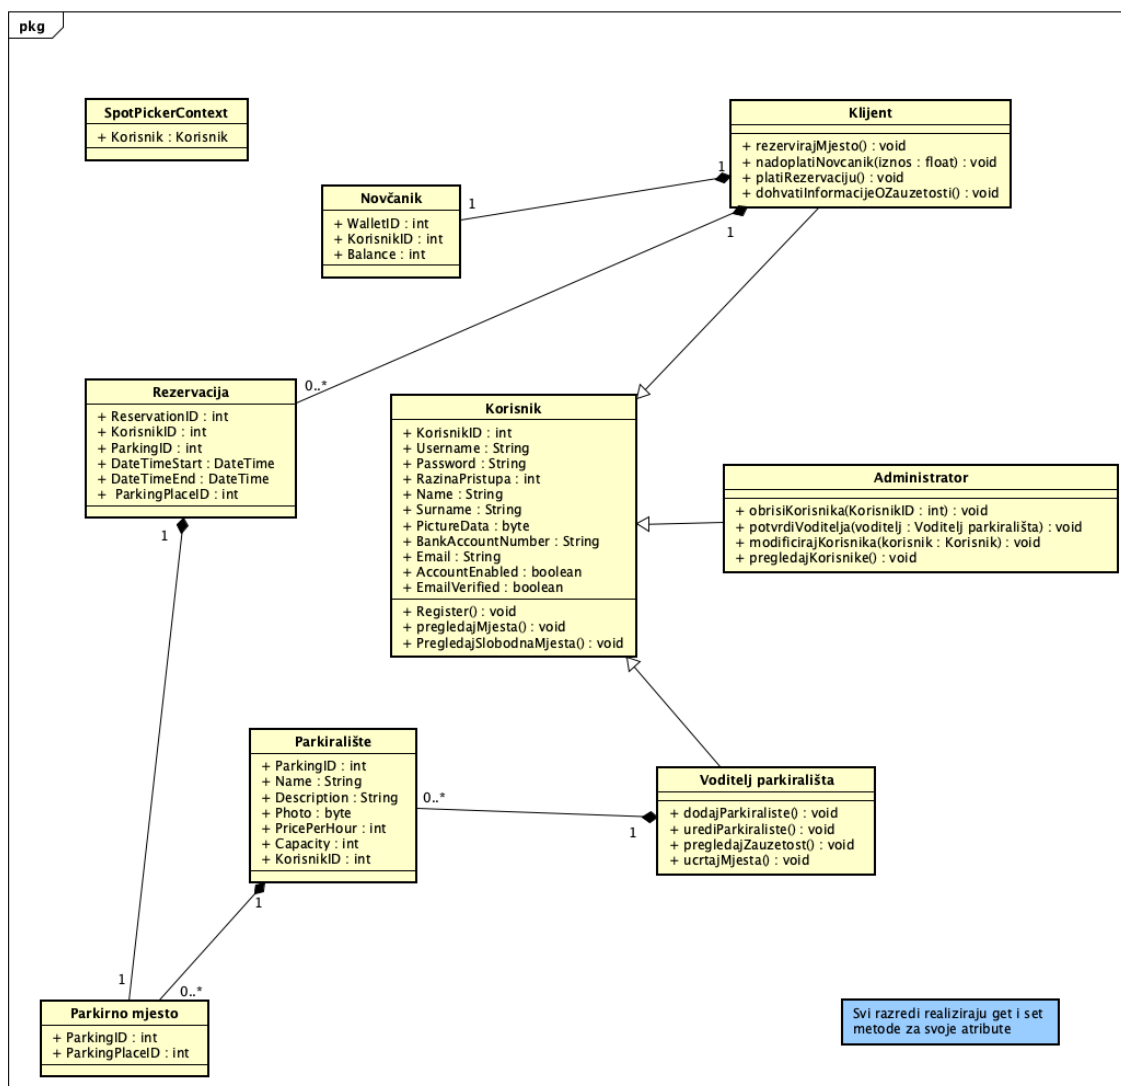 pkg
SpotPickerContext
+ Korisnik : Korisnik
Klijent
+ rezervirajMjesto() : void
+ nadoplatiNovcanik(iznos : float) : void
+ platiRezervaciju() : void
+ dohvatiInformacijeOZauzetosti() : void
1
1
1
Novčanik
+ WalletID : int
+ KorisnikID : int
+ Balance : int
0..*
Rezervacija
+ ReservationID : int
+ KorisnikID : int
+ ParkingID : int
+ DateTimeStart : DateTime
+ DateTimeEnd : DateTime
+ ParkingPlaceID : int
1
Korisnik
+ KorisnikID : int
+ Username : String
+ Password : String
+ RazinaPristupa : int
+ Name : String
+ Surname : String
+ PictureData : byte
+ BankAccountNumber : String
+ Email : String
+ AccountEnabled : boolean
+ EmailVerified : boolean
+ Register() : void
+ pregledajMjesta() : void
+ PregledajSlobodnaMjesta() : void
Administrator
+ obrisiKorisnika(KorisnikID : int) : void
+ potvrdiVoditelja(voditelj : Voditelj parkirališta) : void
+ modificirajKorisnika(korisnik : Korisnik) : void
+ pregledajKorisnike() : void
Parkiralište
+ ParkingID : int
+ Name : String
+ Description : String
+ Photo : byte
+ PricePerHour : int
+ Capacity : int
+ KorisnikID : int
0..*
1
Voditelj parkirališta
+ dodajParkiraliste() : void
+ urediParkiraliste() : void
+ pregledajZauzetost() : void
+ ucrtajMjesta() : void
1
1
0..*
Parkirno mjesto
+ ParkingID : int
+ ParkingPlaceID : int
Svi razredi realiziraju get i set
metode za svoje atribute